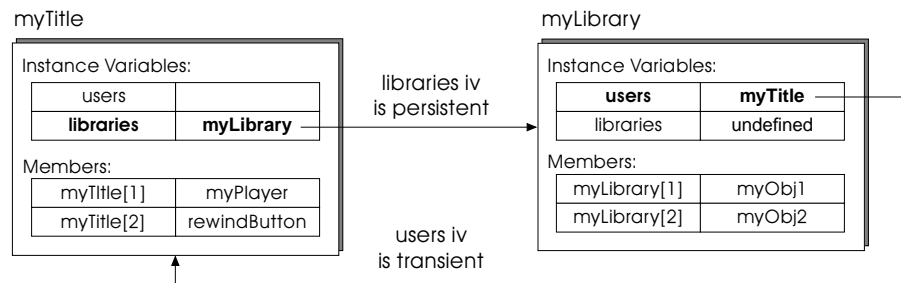 myTitle
Instance Variables:
users
libraries myLibrary
Members:
myTItle[1] myPlayer
myTitle[2] rewindButton
libraries iv
is persistent
users iv
is transient
myLibrary
Instance Variables:
users myTitle
libraries undefined
Members:
myLibrary[1] myObj1
myLibrary[2] myObj2